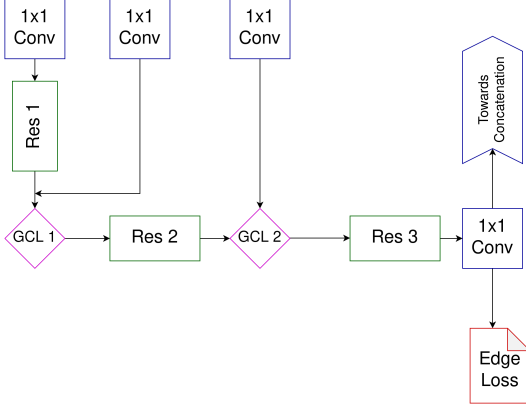 1x1
Conv
1x1
Conv
1x1
Conv
Res 1
Towards
Concatenation
GCL 1
Res 2
GCL 2
Res 3
1x1
Conv
Edge
Loss